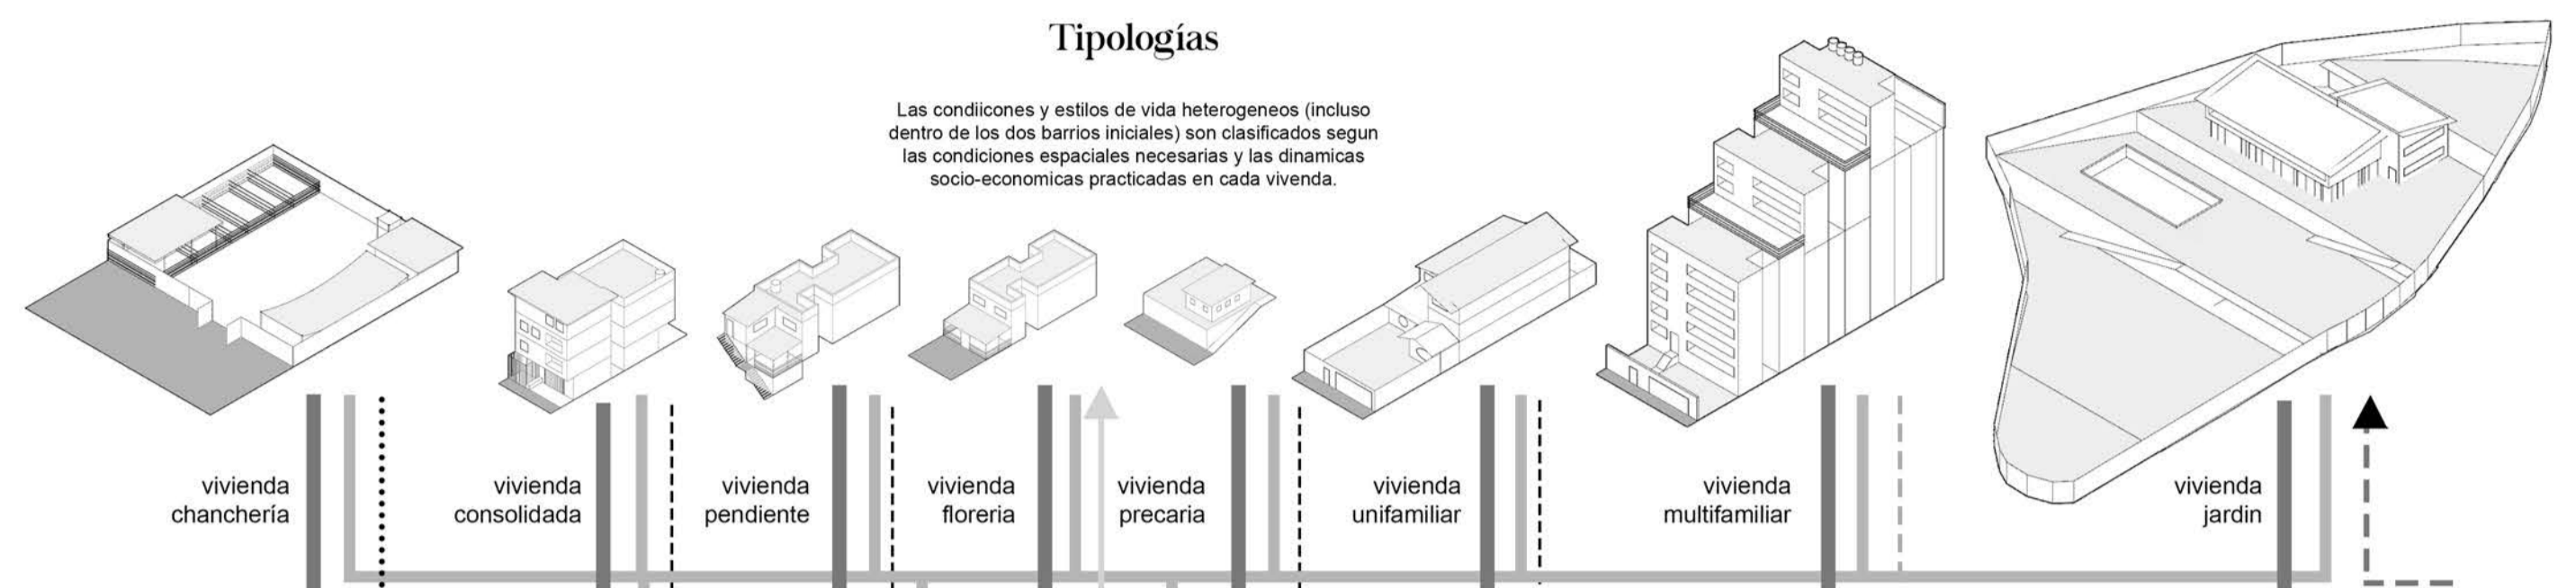 Tipologías
Las condiicones y estilos de vida heterogeneos (incluso
dentro de los dos barrios iniciales) son clasificados segun
las condiciones espaciales necesarias y las dinamicas
socio-economicas practicadas en cada vivenda.
vivienda
chanchería
vivienda
consolidada
vivienda
pendiente
vivienda
floreria
vivienda
precaria
vivienda
unifamiliar
vivienda
multifamiliar
vivienda
jardin